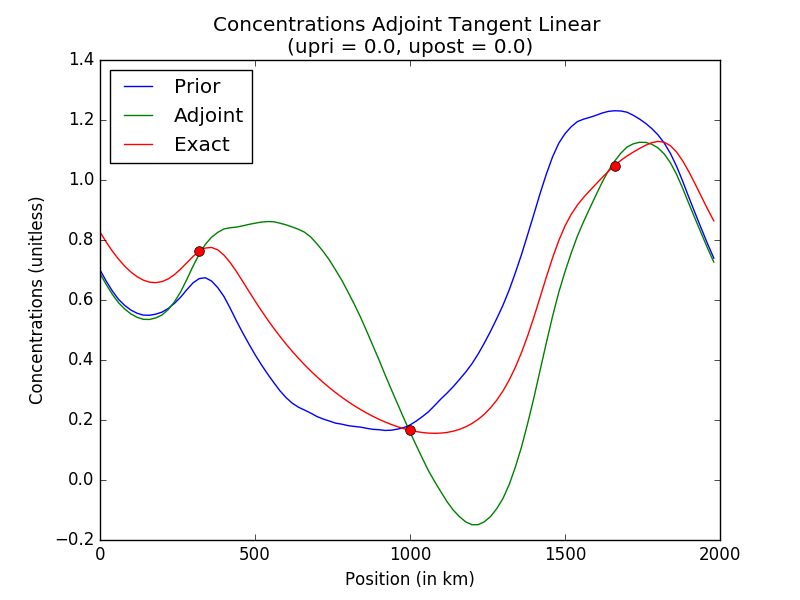 Concentrations Adjoint Tangent Linear
(upri = 0.0, upost = 0.0)
Prior
Adjoint
Exact
Concentrations (unitless)
1.4
1.2
1.0
0.8
0.6
0.4
0.2
0.0
−0.2
0 500 1000 1500 2000
Position (in km)